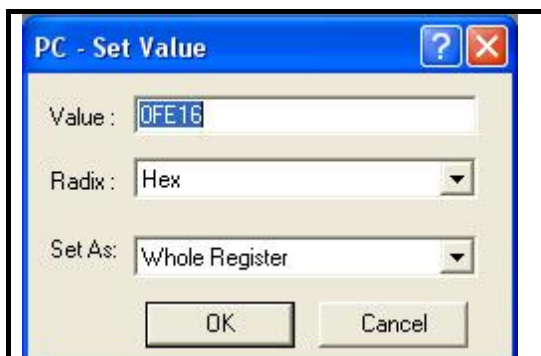 PC - Set Value
Value : 0FE16
Radix : Hex
Set As: Whole Register
OK Cancel